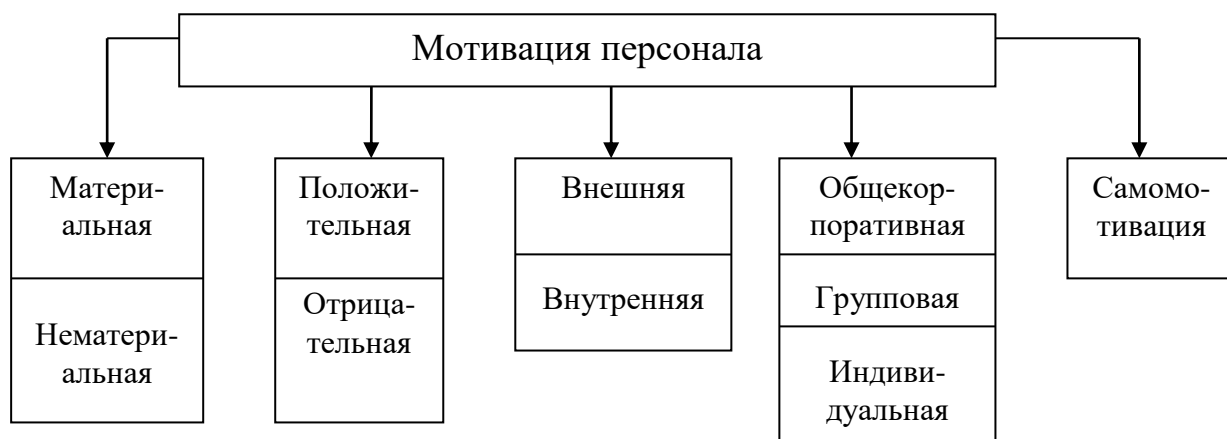 Мотивация персонала
Матери-
альная
Нематери-
альная
Положи-
тельная
Отрица-
тельная
Внешняя
Внутренняя
Общекор-
поративная
Групповая
Индиви-
дуальная
Самомо-
тивация